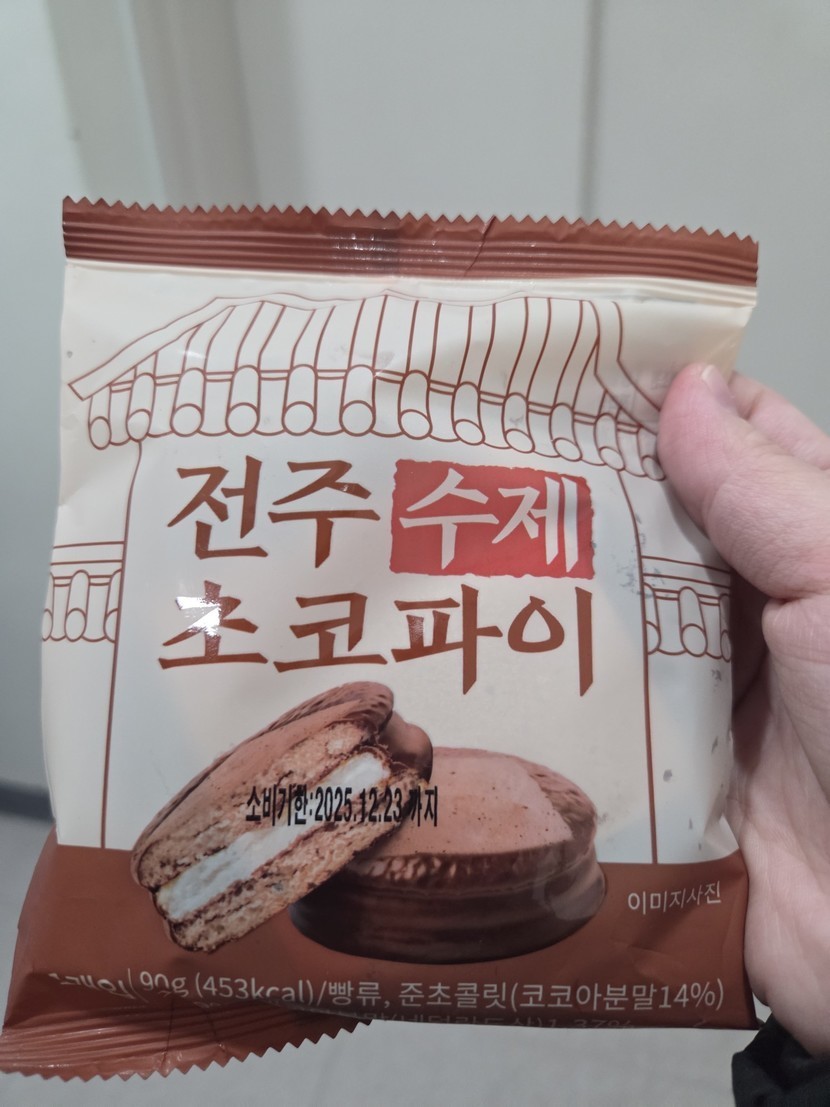 전주 수제
초코파이
소비기한:2025.12.23 까지
이미지사진
90g (453kcal)/빵류, 준초콜릿(코코아분말14%)